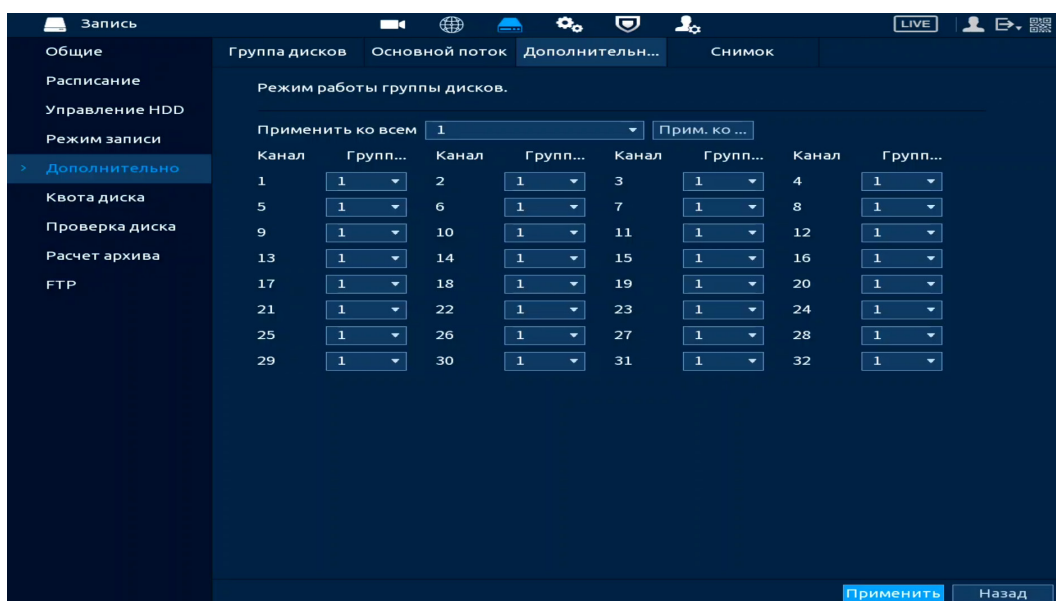 Запись LIVE
Общие
Расписание
Управление HDD
Режим записи
> Дополнительно
Квота диска
Проверка диска
Расчет архива
FTP
Группа дисков Основной поток Дополнительн... Снимок
Режим работы группы дисков.
Применить ко всем 1 Прим. ко ...
Канал Групп... Канал Групп... Канал Групп... Канал Групп...
1 1 2 1 3 1 4 1
5 1 6 1 7 1 8 1
9 1 10 1 11 1 12 1
13 1 14 1 15 1 16 1
17 1 18 1 19 1 20 1
21 1 22 1 23 1 24 1
25 1 26 1 27 1 28 1
29 1 30 1 31 1 32 1
Применить Назад